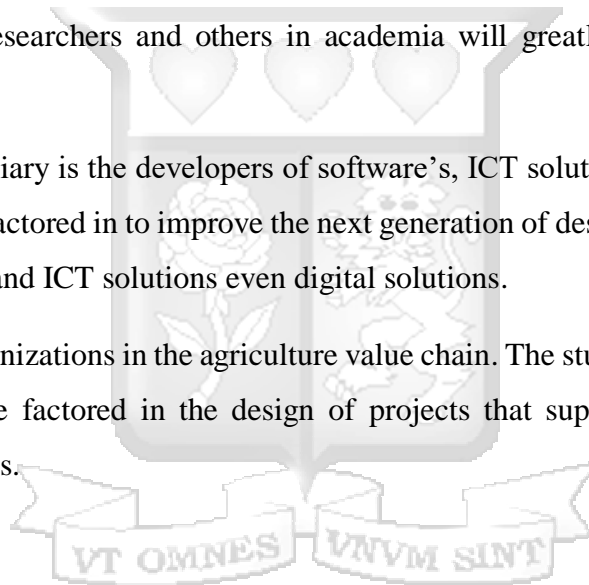 esearchers and others in academia will greatl
iary is the developers of software's, ICT solut
actored in to improve the next generation of des
and ICT solutions even digital solutions.
nizations in the agriculture value chain. The stu
e factored in the design of projects that sup
s.
VT OMNES VNVM SINT